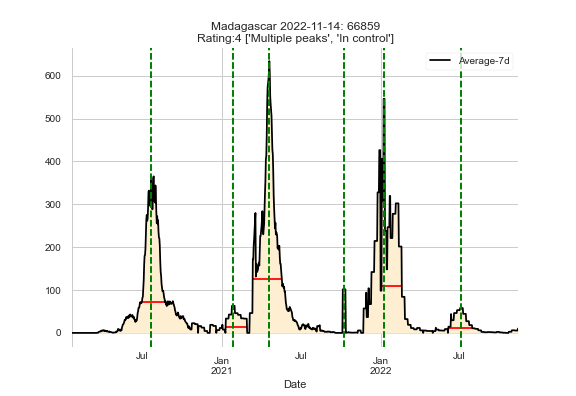 Madagascar 2022-11-14: 66859
Rating:4 ['Multiple peaks', 'In control']
Average-7d
600
500
400
300
200
100
0
Jul
Jan
2021
Jul
Jan
2022
Jul
Date